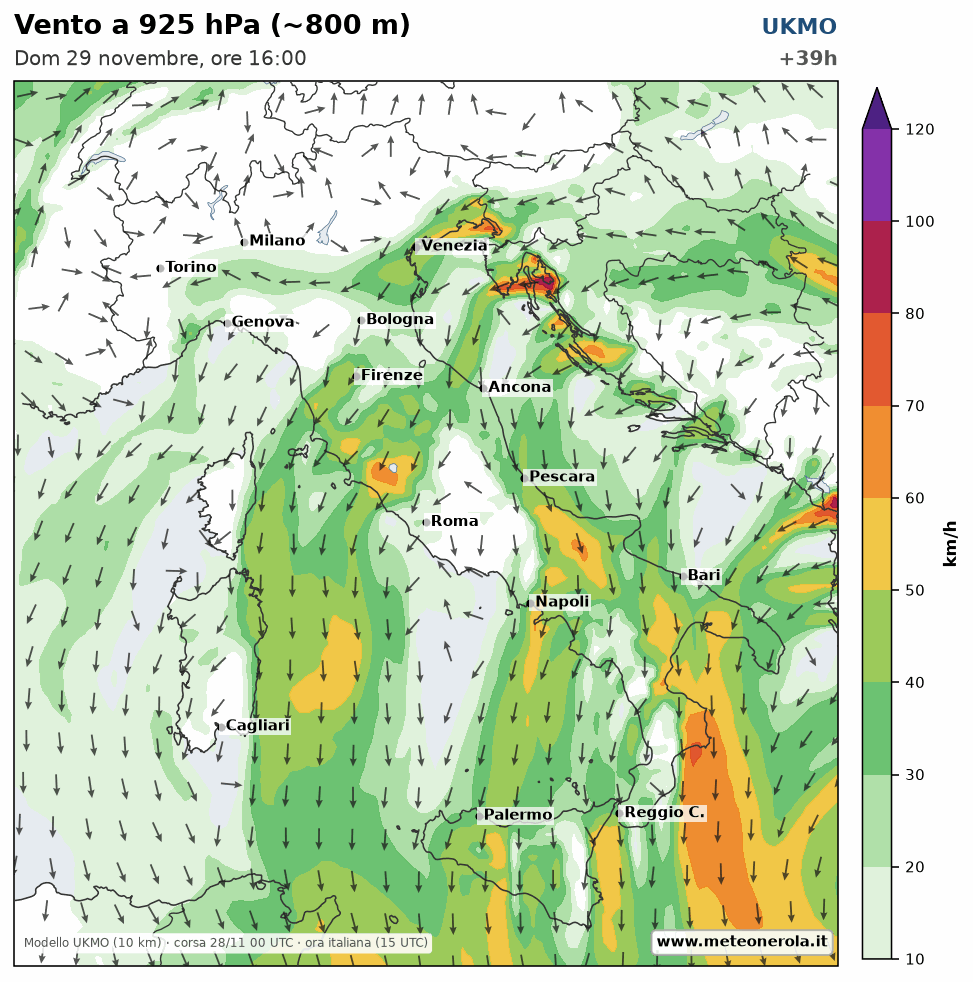 Vento a 925 hPa (~800 m)
UKMO
Dom 29 novembre, ore 16:00
+39h
Milano
Venezia
Torino
Genova
Bologna
Firenze
Ancona
Pescara
Roma
Bari
Napoli
Cagliari
Palermo
Reggio C.
120
100
80
70
60
50
40
30
20
10
km/h
Modello UKMO (10 km) · corsa 28/11 00 UTC · ora italiana (15 UTC)
www.meteonerola.it